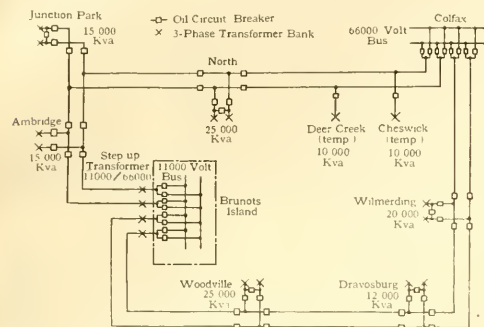 Junction Park
15 000
Kva
Oil Circuit Breaker
3-Phase Transformer Bank
Colfax
66000 Volt
Bus
North
25 000
Kva
Deer Creek
(temp)
10 000
Kva
Cheswick
(temp)
10 000
Kva
Ambridge
15 000
Kva
Step up
Transformer
11000/66000
11000 Volt
Bus
Brunots
Island
Wilmerding
20 000
Kva
Woodville
25 000
Kva
Dravosburg
12 000
Kva